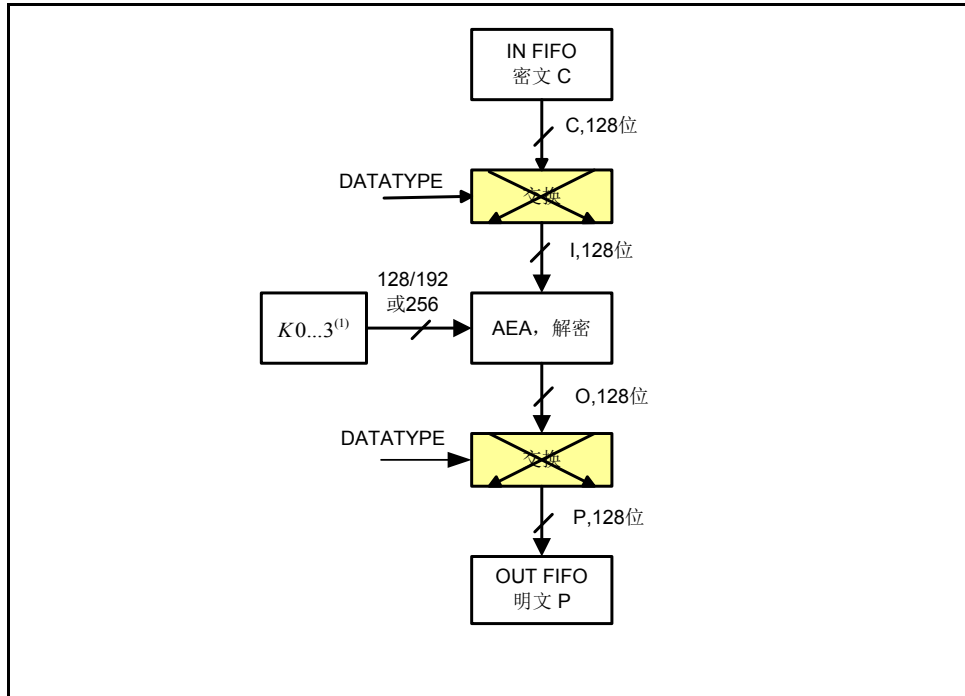 IN FIFO
密文 C
C,128位
DATATYPE
交换
I,128位
128/192
或256
K0...3(1)
AEA，解密
O,128位
DATATYPE
交换
P,128位
OUT FIFO
明文 P